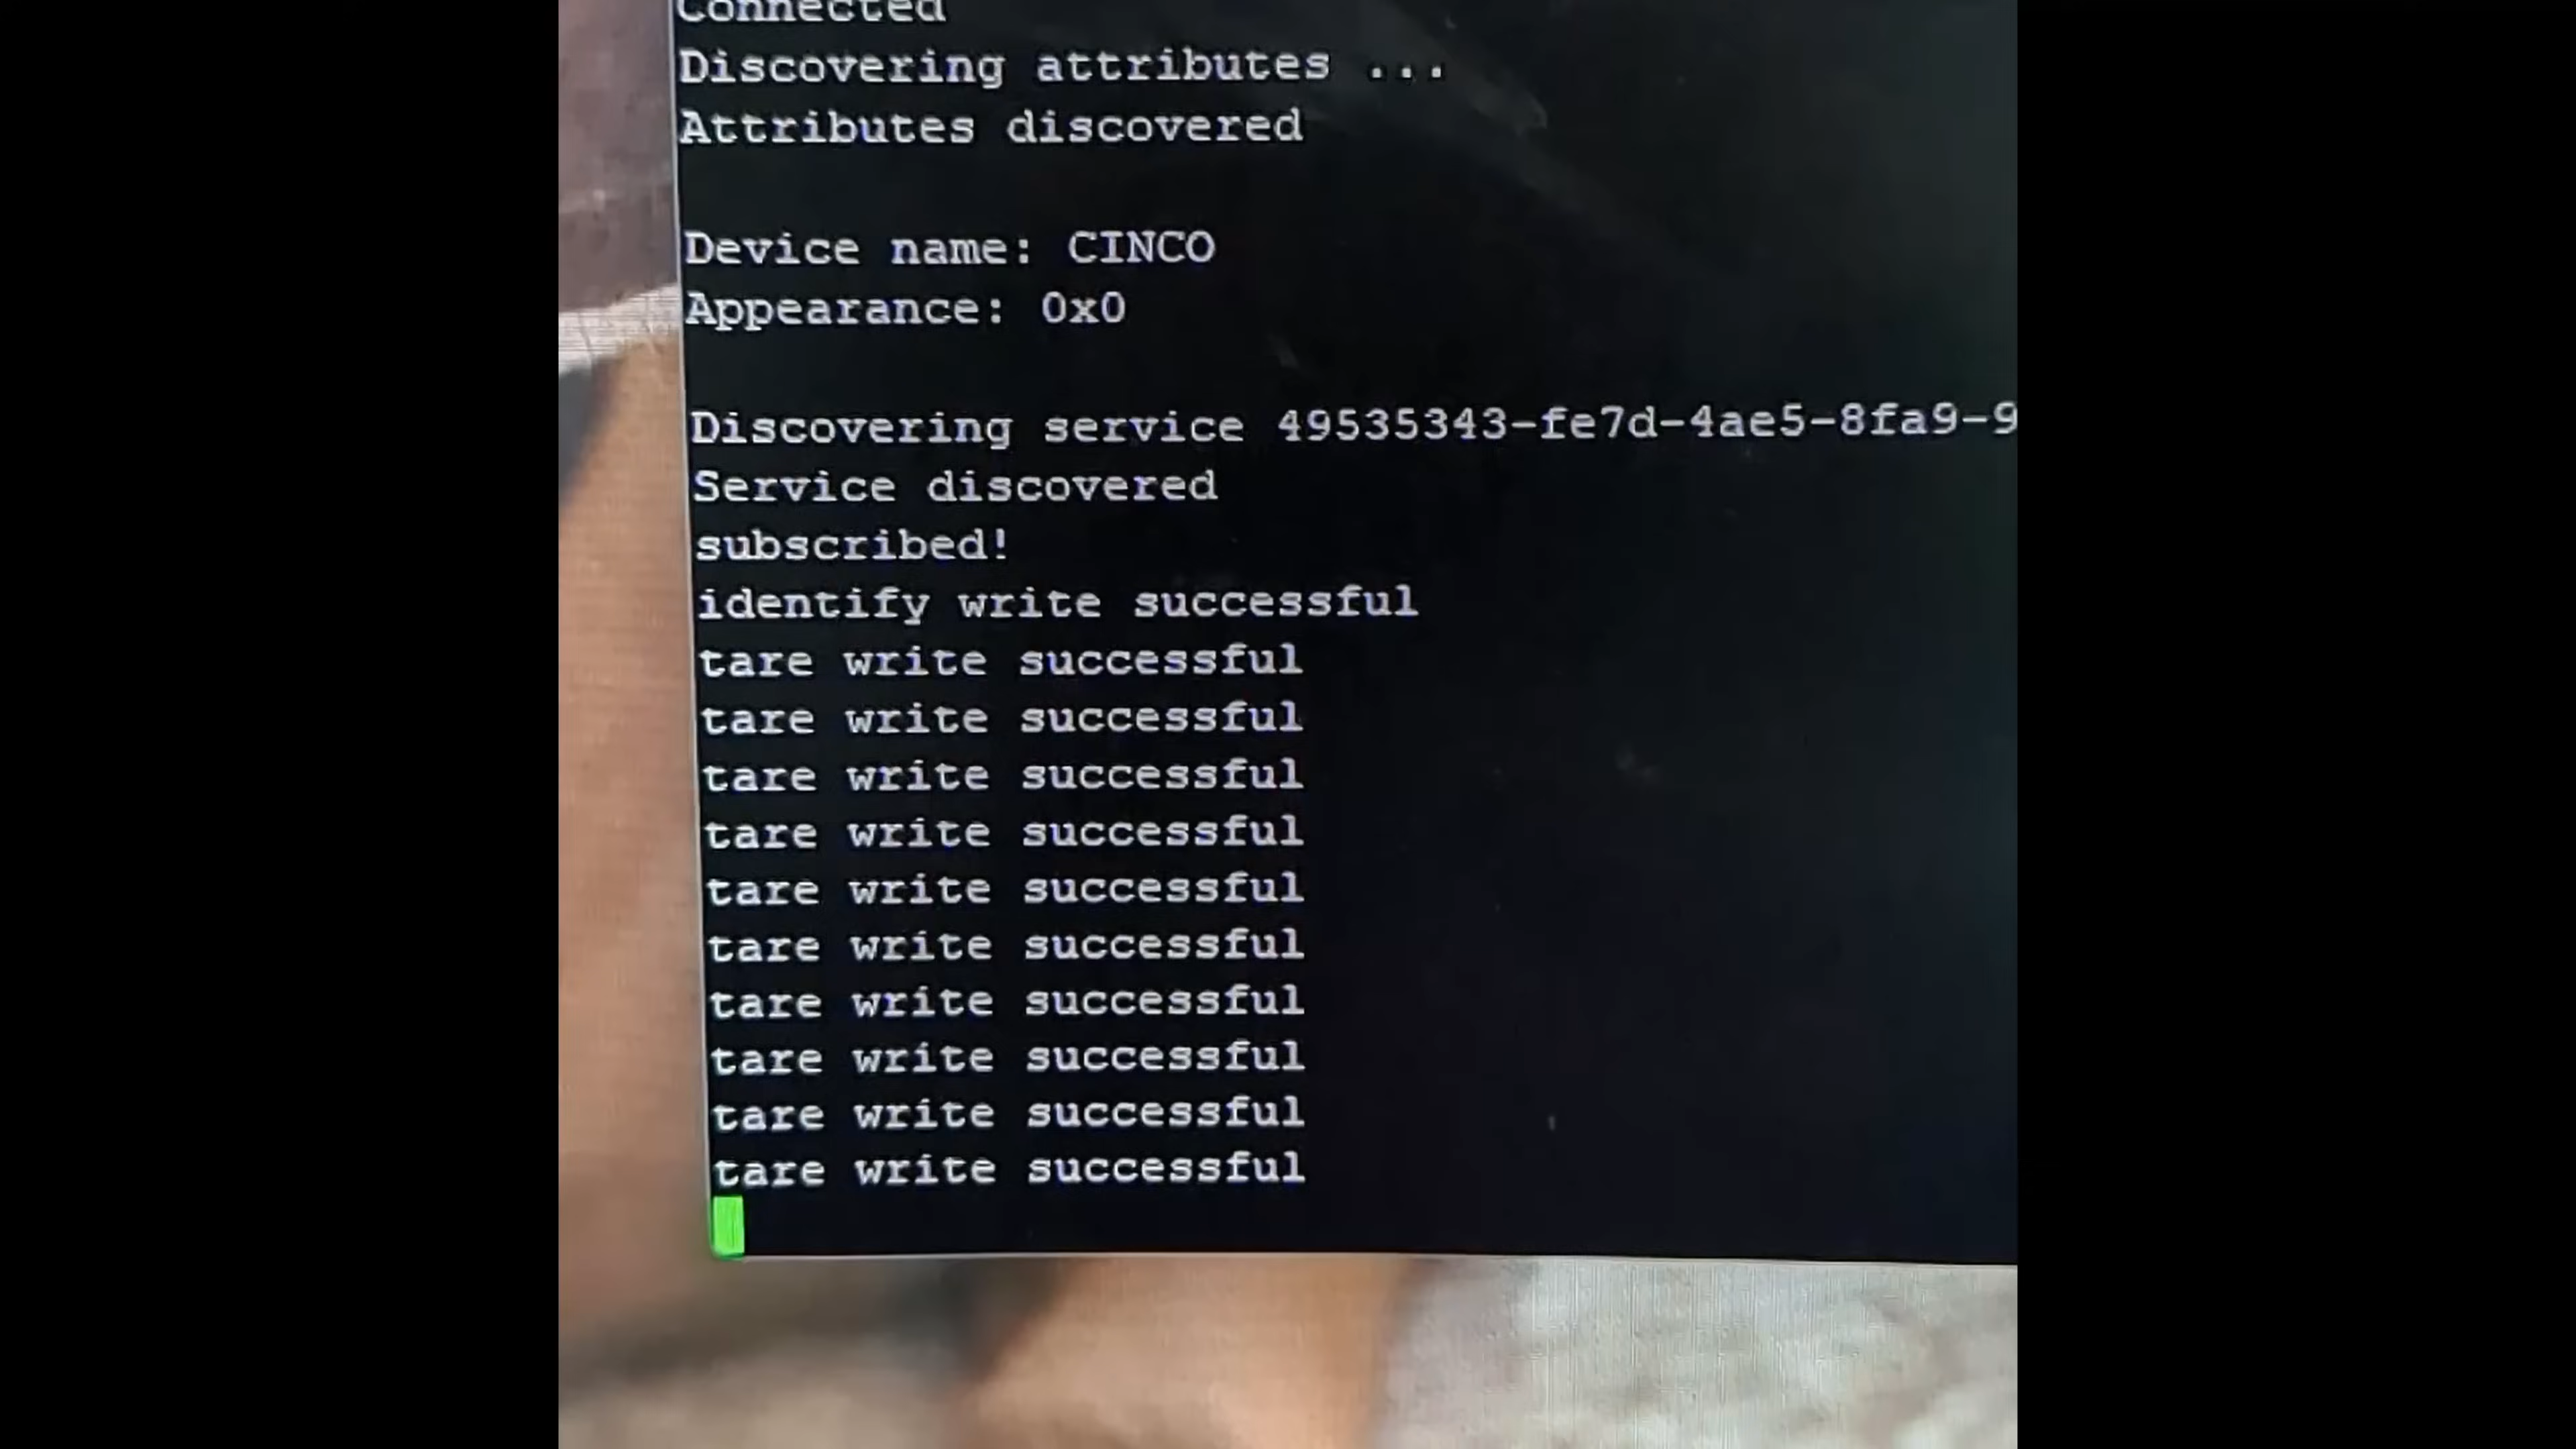 Connected
Discovering attributes ...
Attributes discovered
Device name: CINCO
Appearance: 0x0
Discovering service 49535343-fe7d-4ae5-8fa9-9
Service discovered
subscribed!
identify write successful
tare write successful
tare write successful
tare write successful
tare write successful
tare write successful
tare write successful
tare write successful
tare write successful
tare write successful
tare write successful